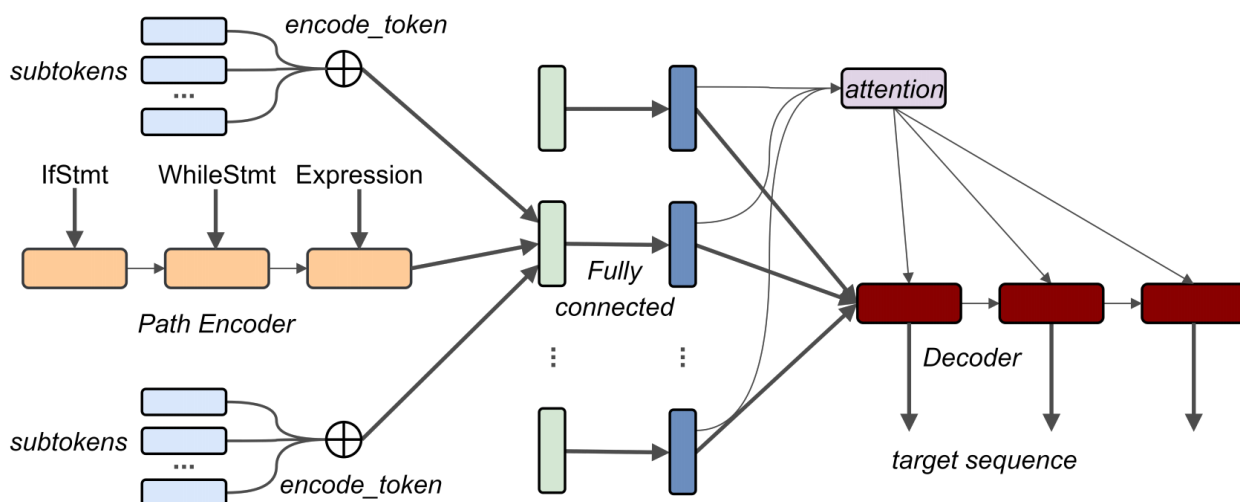 encode_token
subtokens
...
attention
IfStmt
WhileStmt
Expression
Fully
connected
Path Encoder
...
...
Decoder
subtokens
...
encode_token
target sequence